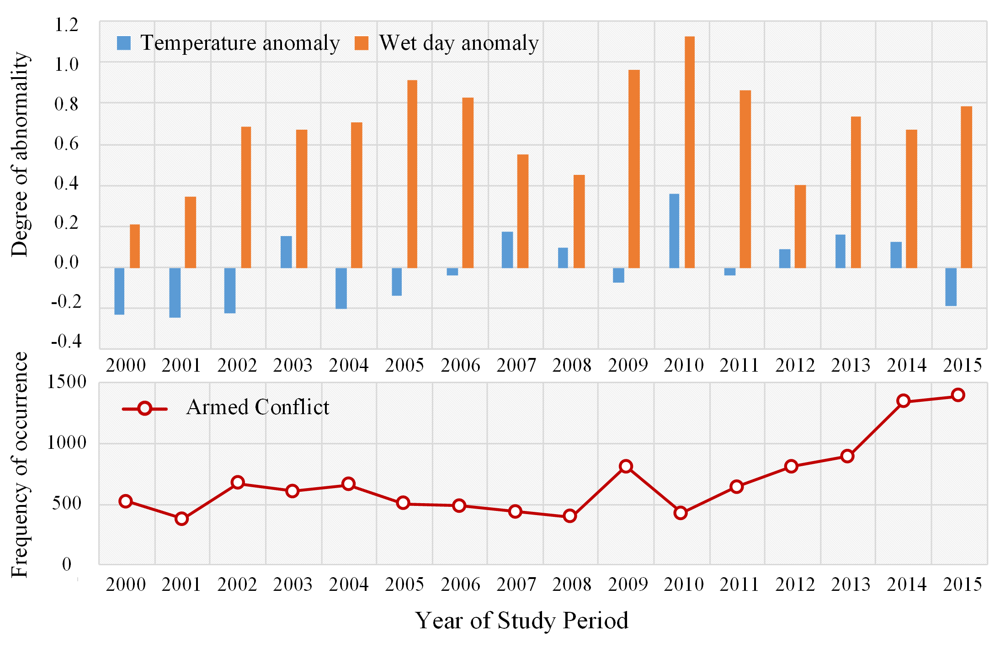 Degree of abnormality
1.2
1.0
0.8
0.6
0.4
0.2
0.0
-0.2
-0.4
Temperature anomaly
Wet day anomaly
2000 2001 2002 2003 2004 2005 2006 2007 2008 2009 2010 2011 2012 2013 2014 2015
Frequency of occurrence
1500
1000
500
0
Armed Conflict
2000 2001 2002 2003 2004 2005 2006 2007 2008 2009 2010 2011 2012 2013 2014 2015
Year of Study Period